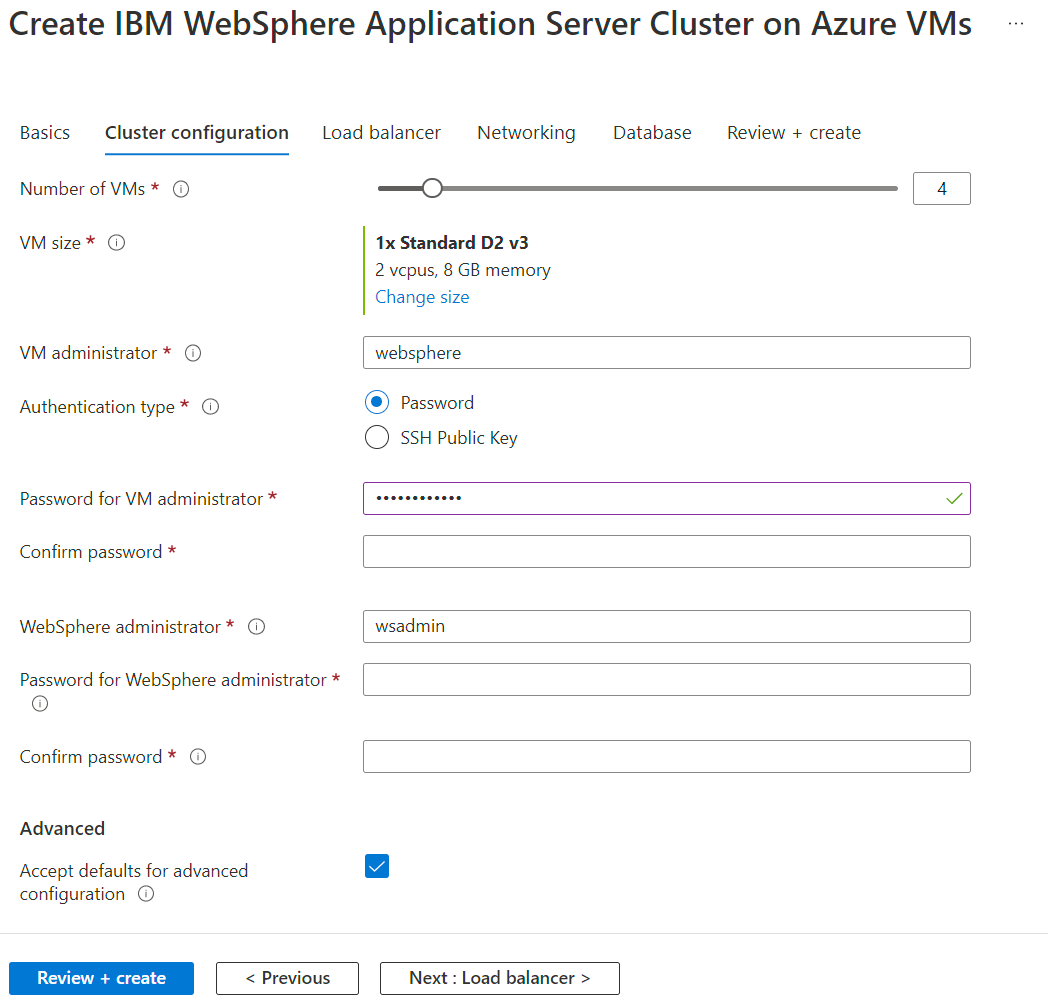 Create IBM WebSphere Application Server Cluster on Azure VMs ...
Basics Cluster configuration Load balancer Networking Database Review + create
Number of VMs * 4
VM size * 1x Standard D2 v3
2 vcpus, 8 GB memory
Change size
VM administrator * websphere
Authentication type * Password
SSH Public Key
Password for VM administrator * ••••••••••••
Confirm password *
WebSphere administrator * wsadmin
Password for WebSphere administrator *
Confirm password *
Advanced
Accept defaults for advanced
configuration
Review + create < Previous Next : Load balancer >